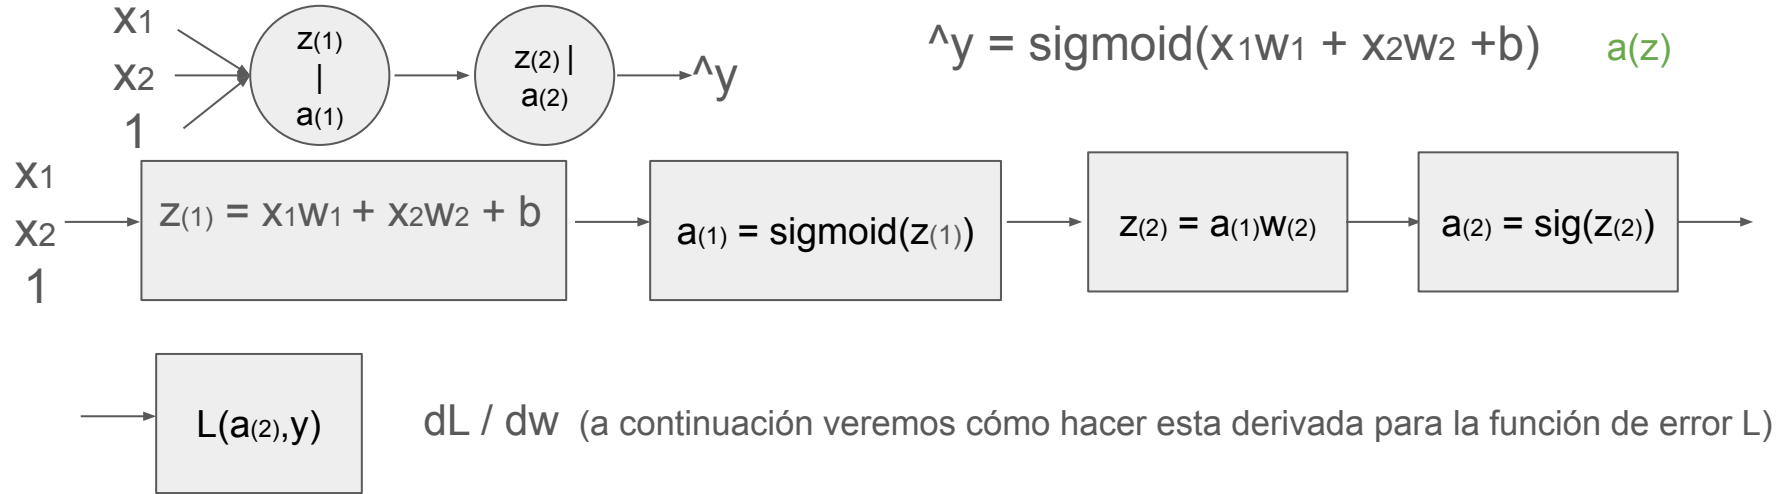 x1
x2
1
z(1)
|
a(1)
z(2) |
a(2)
^y
^y = sigmoid(x1w1 + x2w2 +b)
a(z)
x1
x2
1
z(1) = x1w1 + x2w2 + b
a(1) = sigmoid(z(1))
z(2) = a(1)w(2)
a(2) = sig(z(2))
L(a(2),y)
dL / dw (a continuación veremos cómo hacer esta derivada para la función de error L)